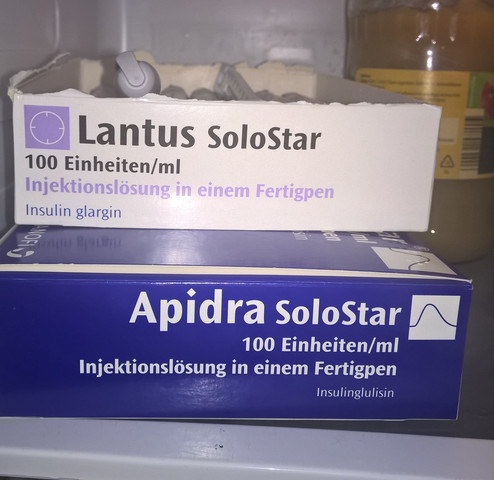 Lantus SoloStar
100 Einheiten/ml
Injektionslösung in einem Fertigpen
Insulin glargin
Apidra SoloStar
100 Einheiten/ml
Injektionslösung in einem Fertigpen
Insulinglulisin